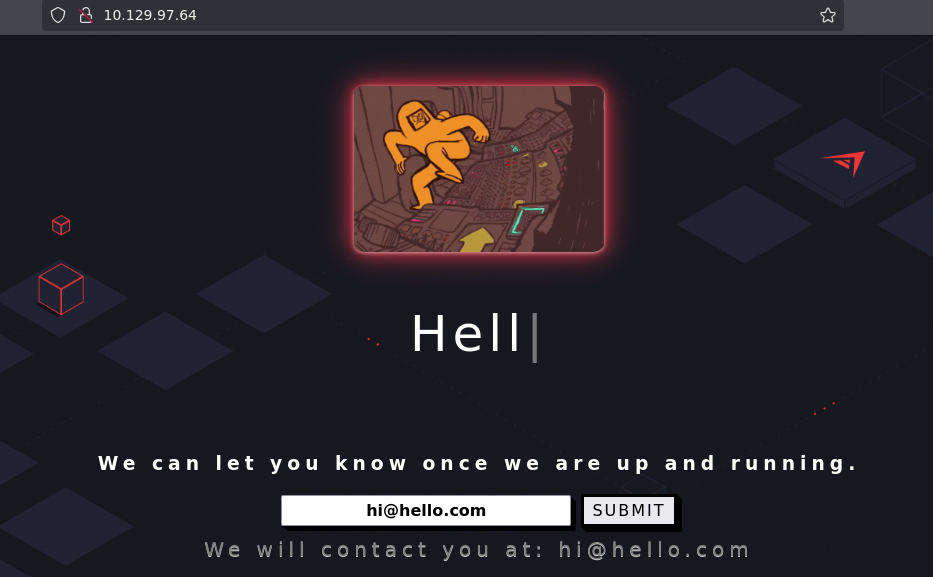 10.129.97.64
Hell
We can let you know once we are up and running.
hi@hello.com SUBMIT
We will contact you at: hi@hello.com